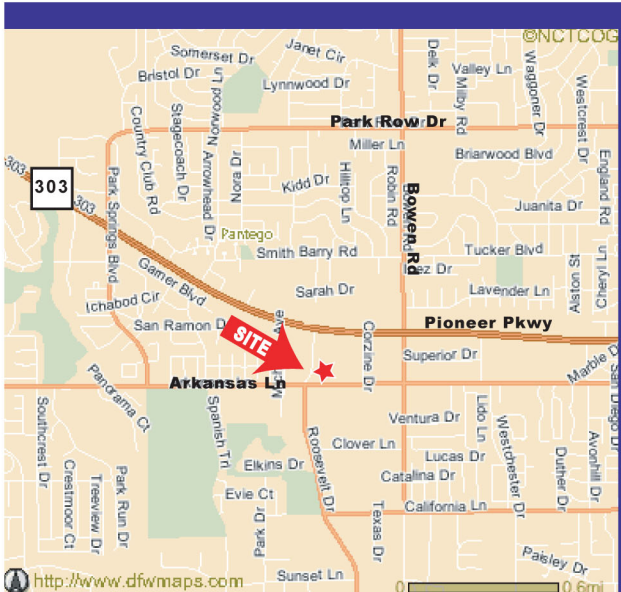 ©NCTCOG
Somerset Dr
Janet Cir
Bristol Dr
Norwood Ln
Lynnwood Dr
Delk Dr
Valley Ln
Milby Rd
Waggoner Dr
Westcrest Dr
Park Row Dr
Miller Ln
Briarwood Blvd
Country Club Rd
Stagecoach Dr
Arrowhead Dr
Nora Dr
Kidd Dr
Hilltop Ln
Robin Rd
Bowen Rd
England Rd
303
303
303
Park Springs Blvd
Juanita Dr
Pantego
Smith Barry Rd
Tucker Blvd
Garner Blvd
Sarah Dr
Lavender Ln
Aston St
Cheryl Ln
Ichabod Cir
San Ramon D
SITE
Corzine Dr
Pioneer Pkwy
Superior Dr
Marble D
San Diego Dr
Arkansas Ln
Panorama Ct
Southcrest Dr
Crestmoor Ct
Treeview Dr
Park Run Dr
Spanish Trl
Elkins Dr
Evie Ct
Park Dr
Roosevelt Dr
Clover Ln
Ventura Dr
Lucas Dr
Catalina Dr
California Ln
Texas Dr
Lido Ln
Westchester Dr
Duther Dr
Avonhill Dr
Paisley Dr
Sunset Ln
http://www.dfwmaps.com
0
0.6mi